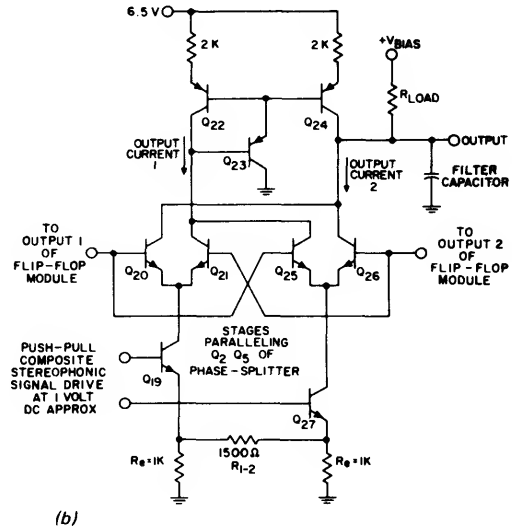 6.5 V
2 K
2 K
+VBIAS
RLOAD
Q22
Q24
Q23
OUTPUT
OUTPUT
CURRENT
1
OUTPUT
CURRENT
2
FILTER
CAPACITOR
TO
OUTPUT 1
OF
FLIP-FLOP
MODULE
Q20
Q21
Q25
Q26
TO
OUTPUT 2
OF
FLIP-FLOP
MODULE
STAGES
PARALLELING
Q2 Q5 OF
PHASE-SPLITTER
PUSH-PULL
COMPOSITE
STEREOPHONIC
SIGNAL DRIVE
AT 1 VOLT
DC APPROX
Q19
Q27
Re=1K
1500Ω
R1-2
Re=1K
(b)